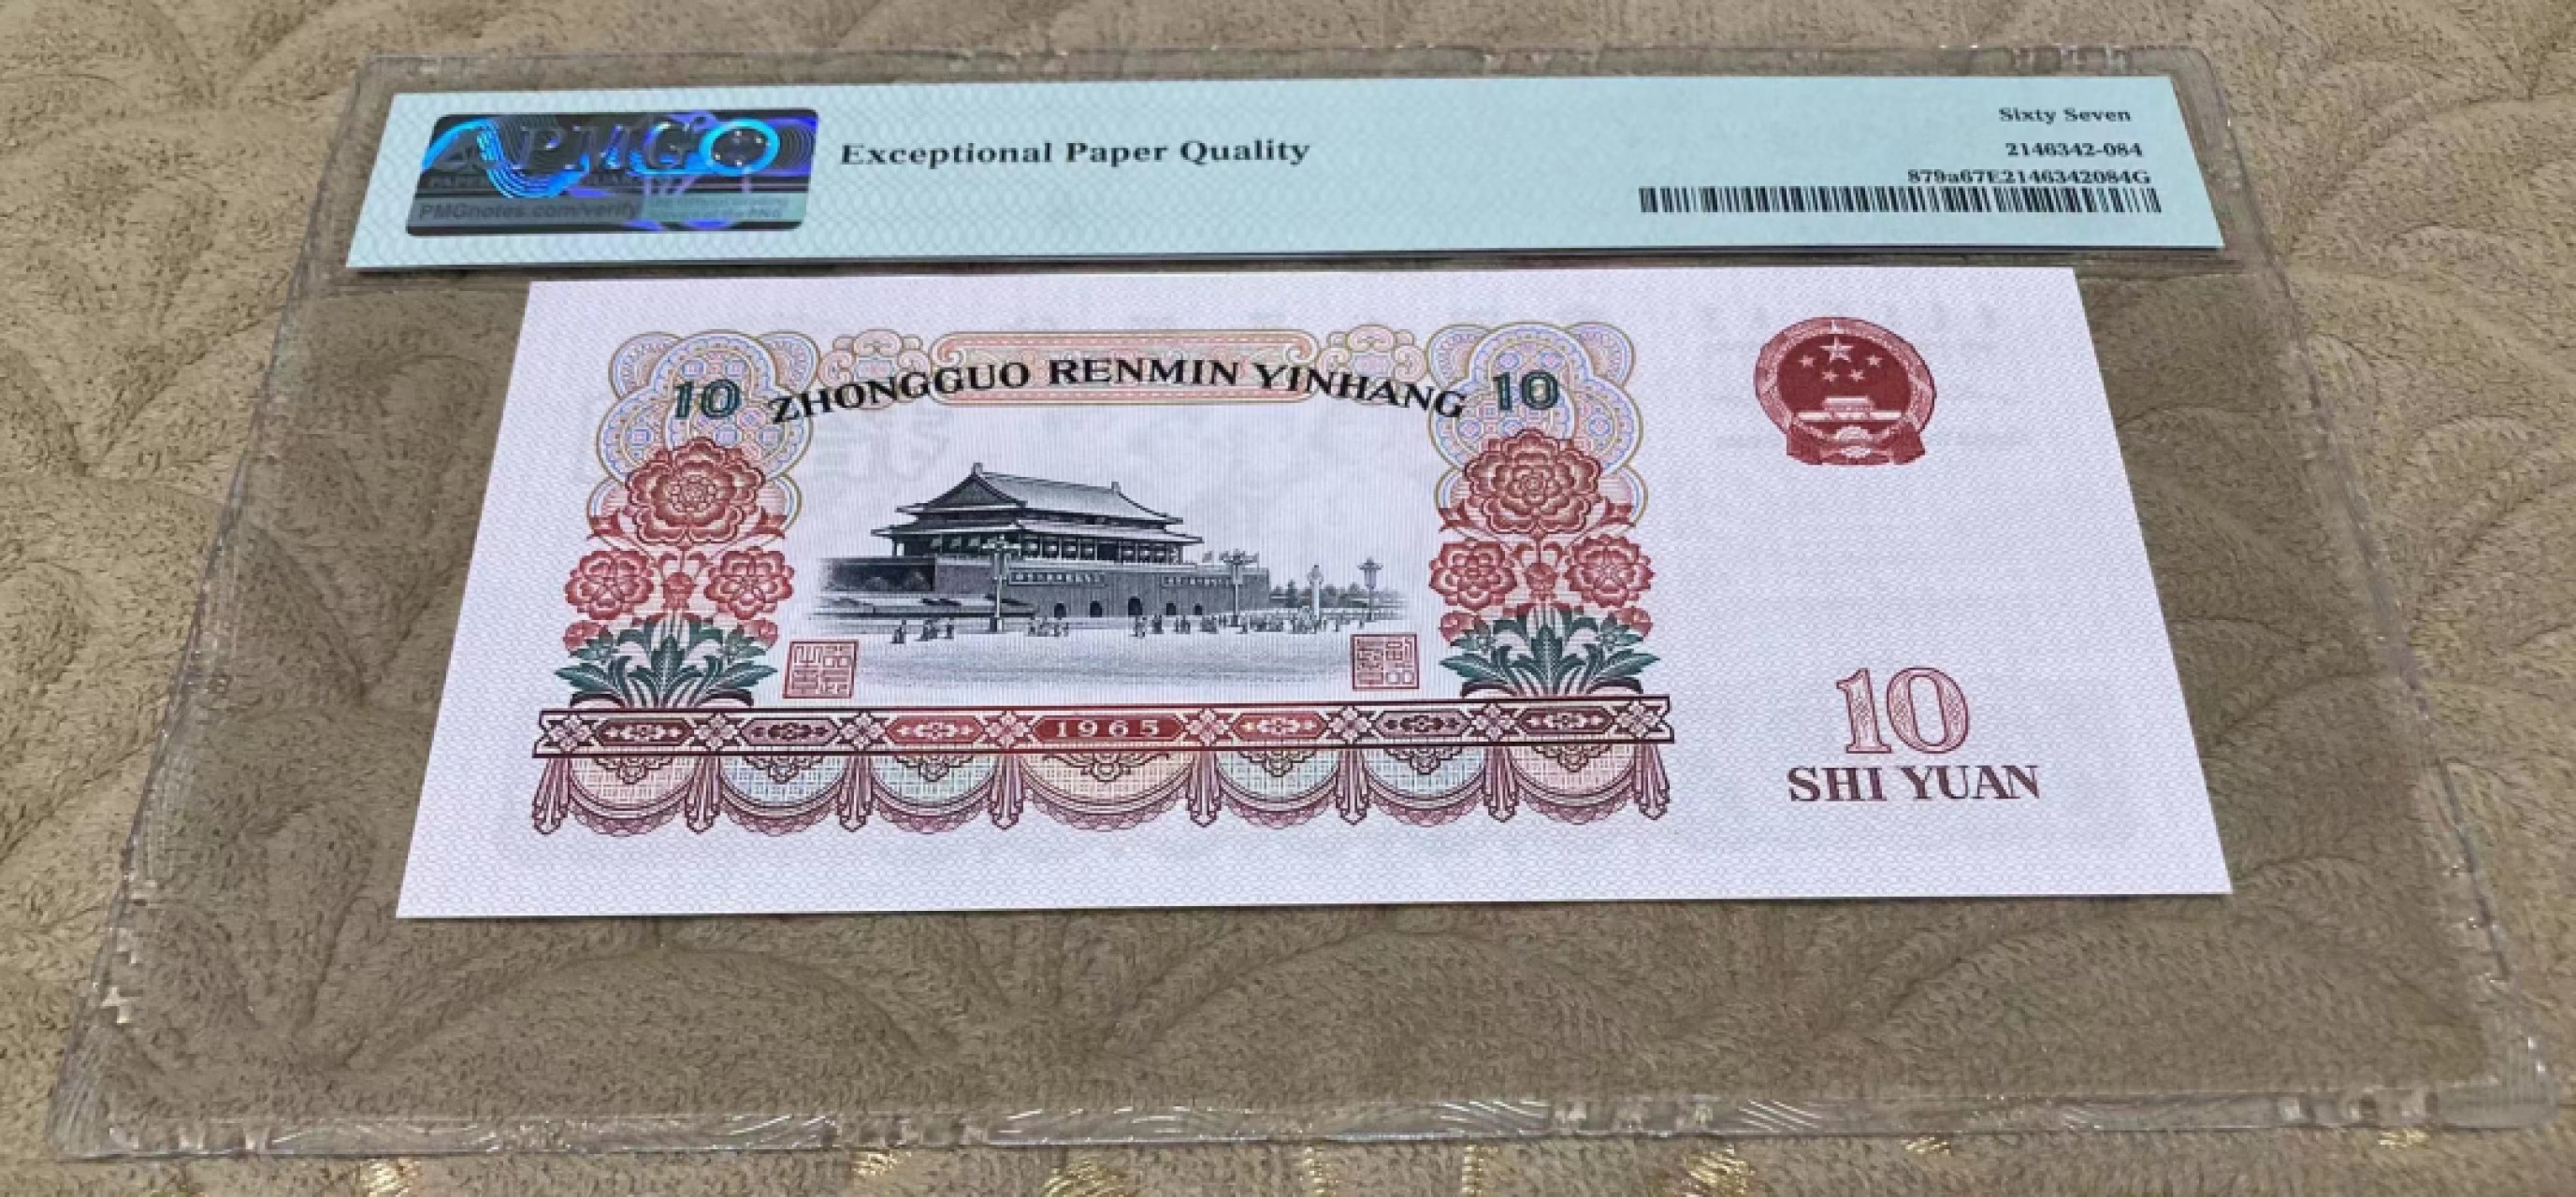 PMG
PMGnotes.com/verify
Exceptional Paper Quality
Sixty Seven
2146342-084
879a67E2146342084G
10 ZHONGGUO RENMIN YINHANG 10
1965
10
SHI YUAN